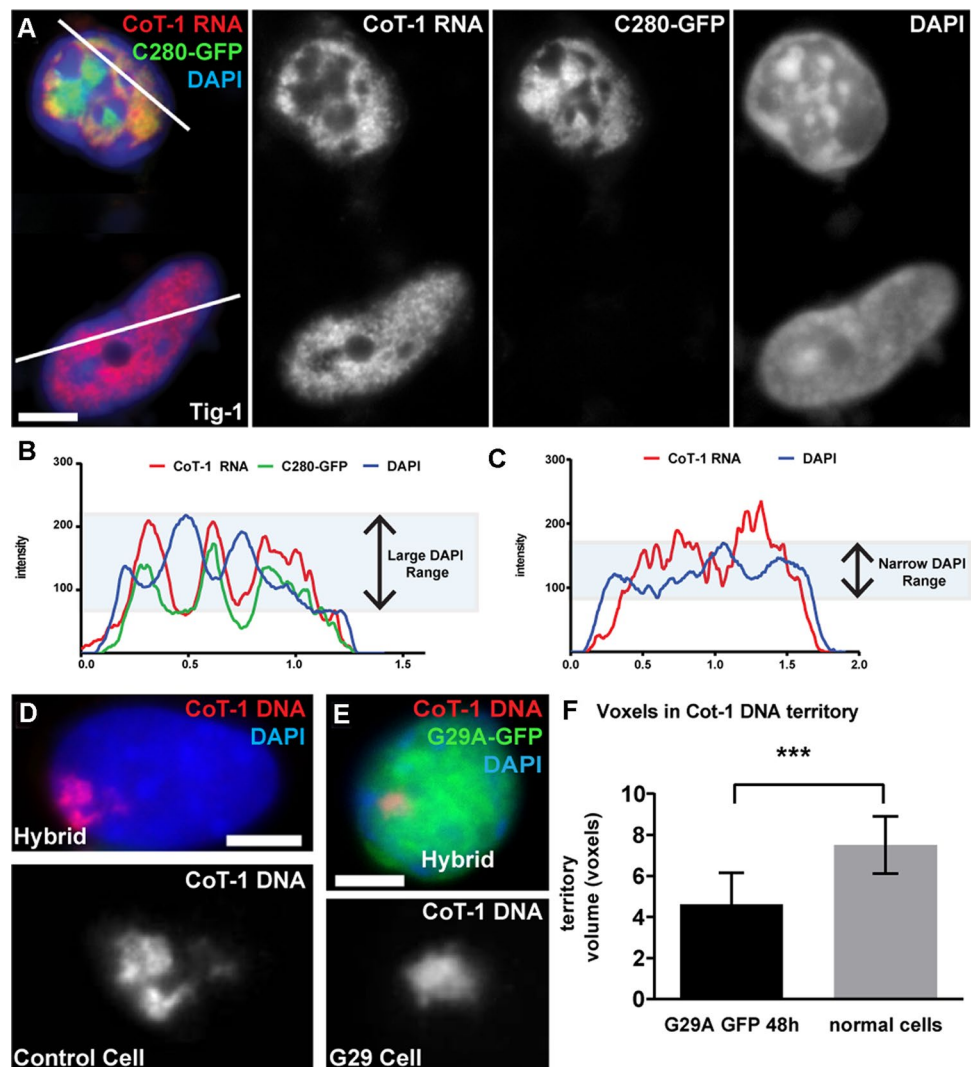 A
CoT-1 RNA
C280-GFP
DAPI
CoT-1 RNA
C280-GFP
DAPI
Tig-1
B
CoT-1 RNA
C280-GFP
DAPI
300
200
100
intensity
Large DAPI
Range
0.0
0.5
1.0
1.5
C
CoT-1 RNA
DAPI
300
200
100
0
intensity
Narrow DAPI
Range
0.0
0.5
1.0
1.5
2.0
D
CoT-1 DNA
DAPI
Hybrid
CoT-1 DNA
Control Cell
E
CoT-1 DNA
G29A-GFP
DAPI
Hybrid
CoT-1 DNA
G29 Cell
F
Voxels in Cot-1 DNA territory
***
10
8
6
4
2
0
territory
volume (voxels)
G29A GFP 48h
normal cells